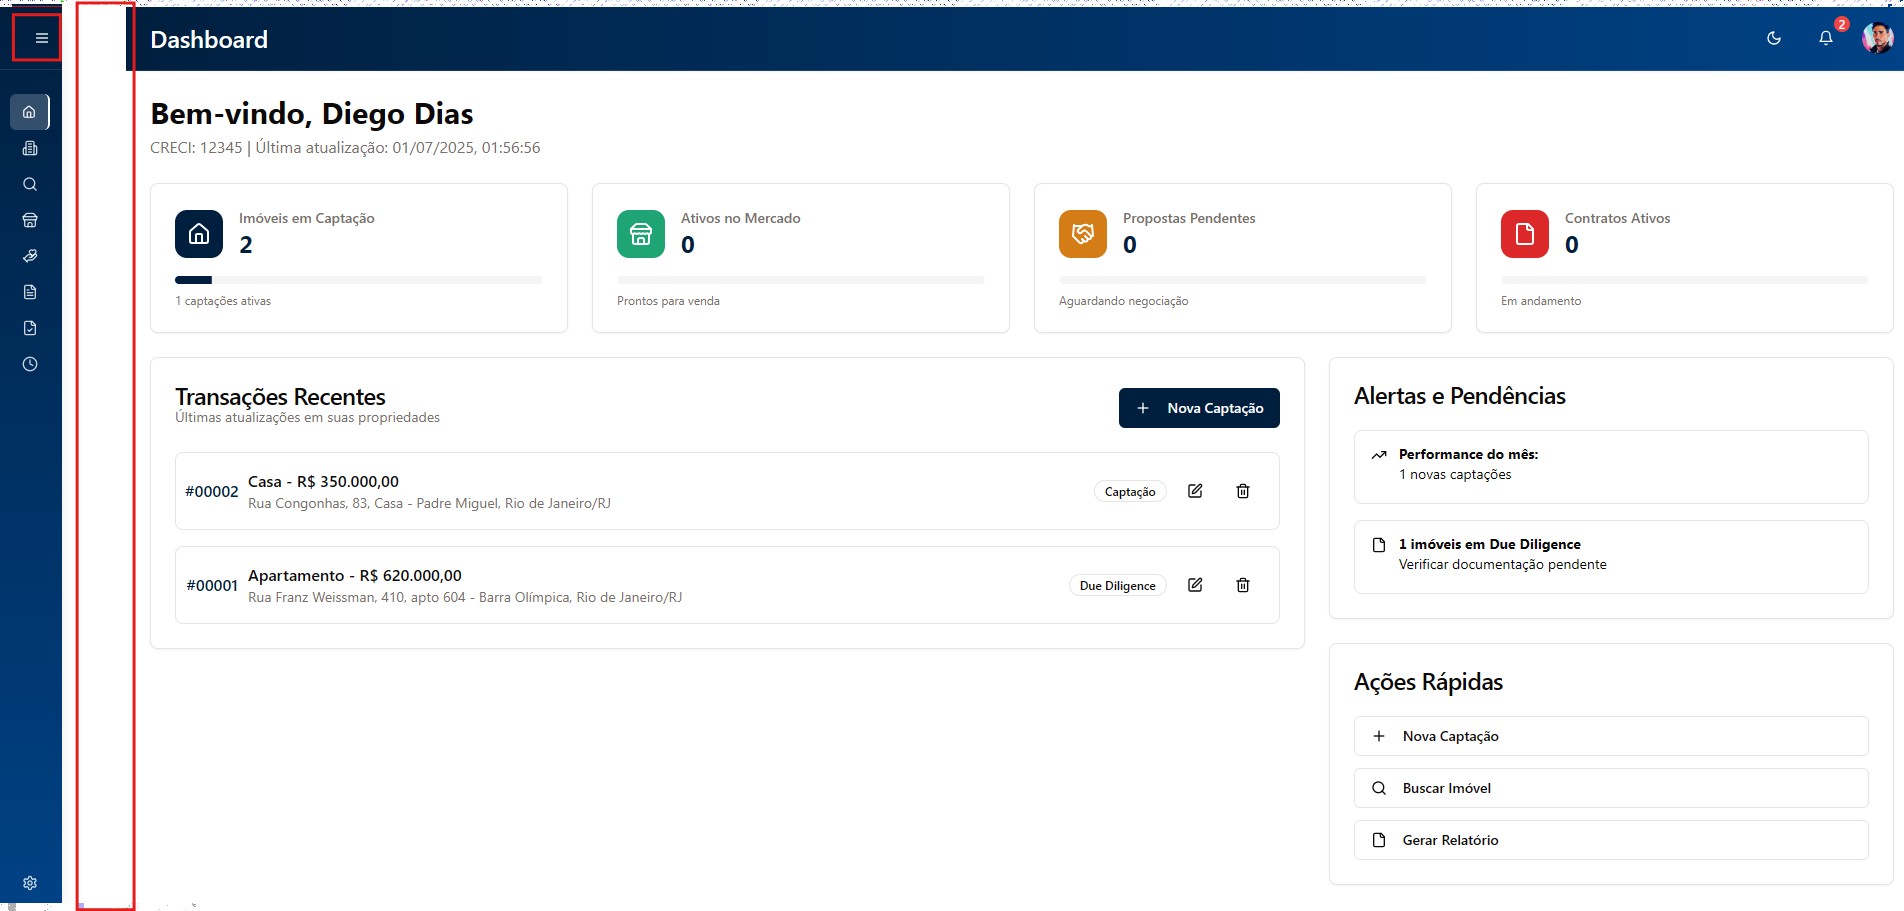 Dashboard
2
Bem-vindo, Diego Dias
CRECI: 12345 | Última atualização: 01/07/2025, 01:56:56
Imóveis em Captação
2
1 captações ativas
Ativos no Mercado
0
Prontos para venda
Propostas Pendentes
0
Aguardando negociação
Contratos Ativos
0
Em andamento
Transações Recentes
Últimas atualizações em suas propriedades
Nova Captação
#00002
Casa - R$ 350.000,00
Rua Congonhas, 83, Casa - Padre Miguel, Rio de Janeiro/RJ
Captação
#00001
Apartamento - R$ 620.000,00
Rua Franz Weissman, 410, apto 604 - Barra Olímpica, Rio de Janeiro/RJ
Due Diligence
Alertas e Pendências
Performance do mês:
1 novas captações
1 imóveis em Due Diligence
Verificar documentação pendente
Ações Rápidas
Nova Captação
Buscar Imóvel
Gerar Relatório